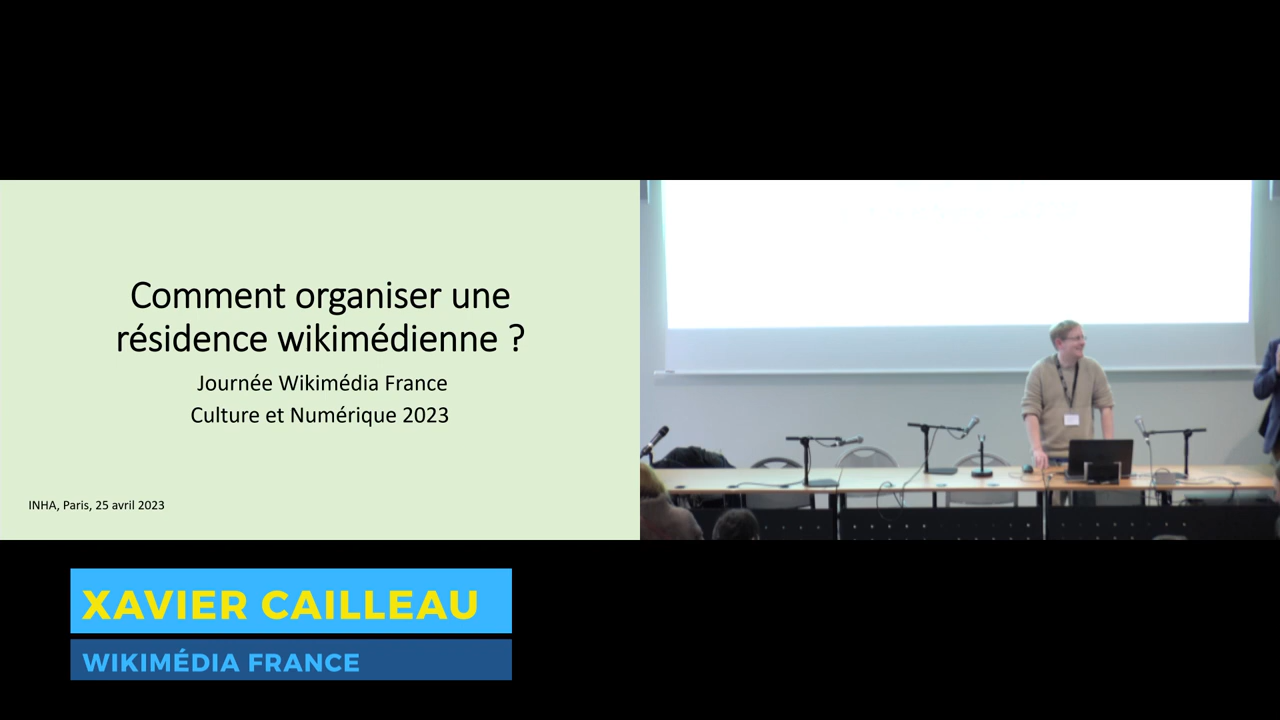 Comment organiser une
résidence wikimédienne ?
Journée Wikimédia France
Culture et Numérique 2023
INHA, Paris, 25 avril 2023
XAVIER CAILLEAU
WIKIMÉDIA FRANCE